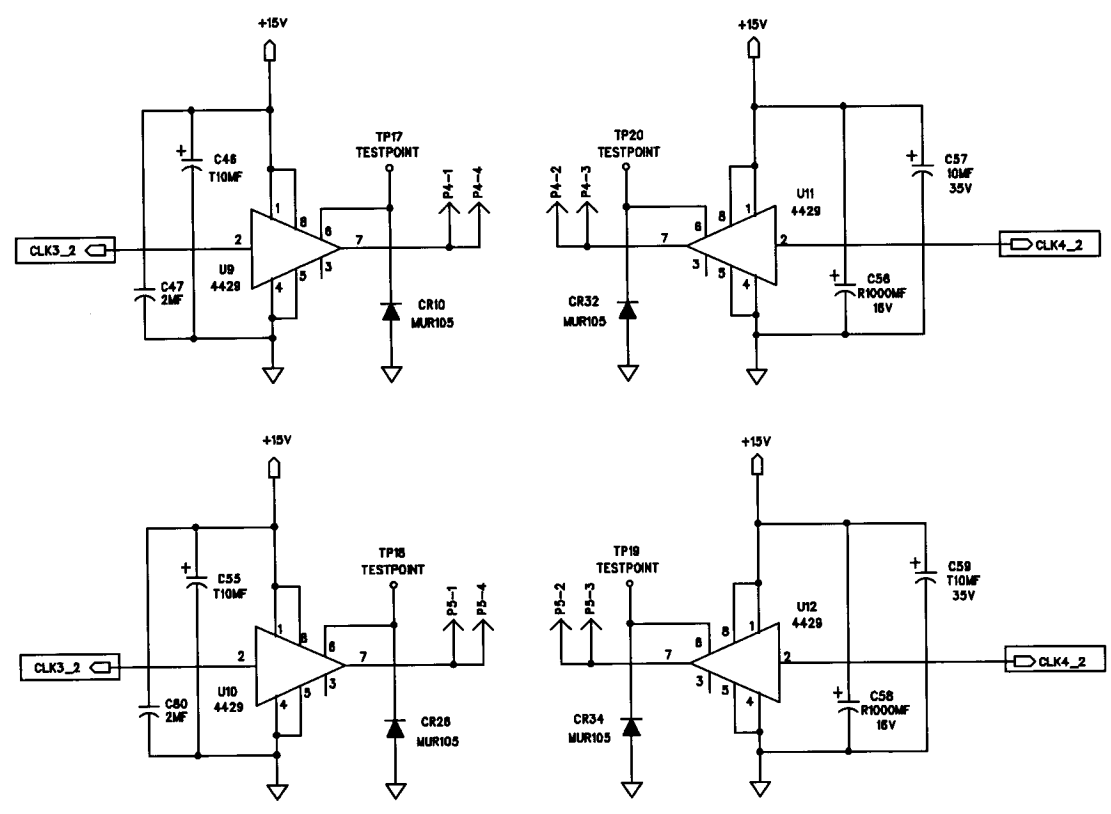 +15V
+15V
C46
T10MF
C47
2MF
TP17
TESTPOINT
P4-1
P4-4
CLK3_2
2
1
8
6
7
3
5
4
U9
4429
CR10
MUR105
TP20
TESTPOINT
P4-2
P4-3
7
6
8
1
2
3
5
4
U11
4429
CR32
MUR105
C57
10MF
35V
C56
R1000MF
16V
CLK4_2
+15V
+15V
C55
T10MF
C60
2MF
TP18
TESTPOINT
P5-1
P5-4
CLK3_2
2
1
8
6
7
3
5
4
U10
4429
CR26
MUR105
TP19
TESTPOINT
P5-2
P5-3
7
6
8
1
2
3
5
4
U12
4429
CR34
MUR105
C59
T10MF
35V
C58
R1000MF
16V
CLK4_2